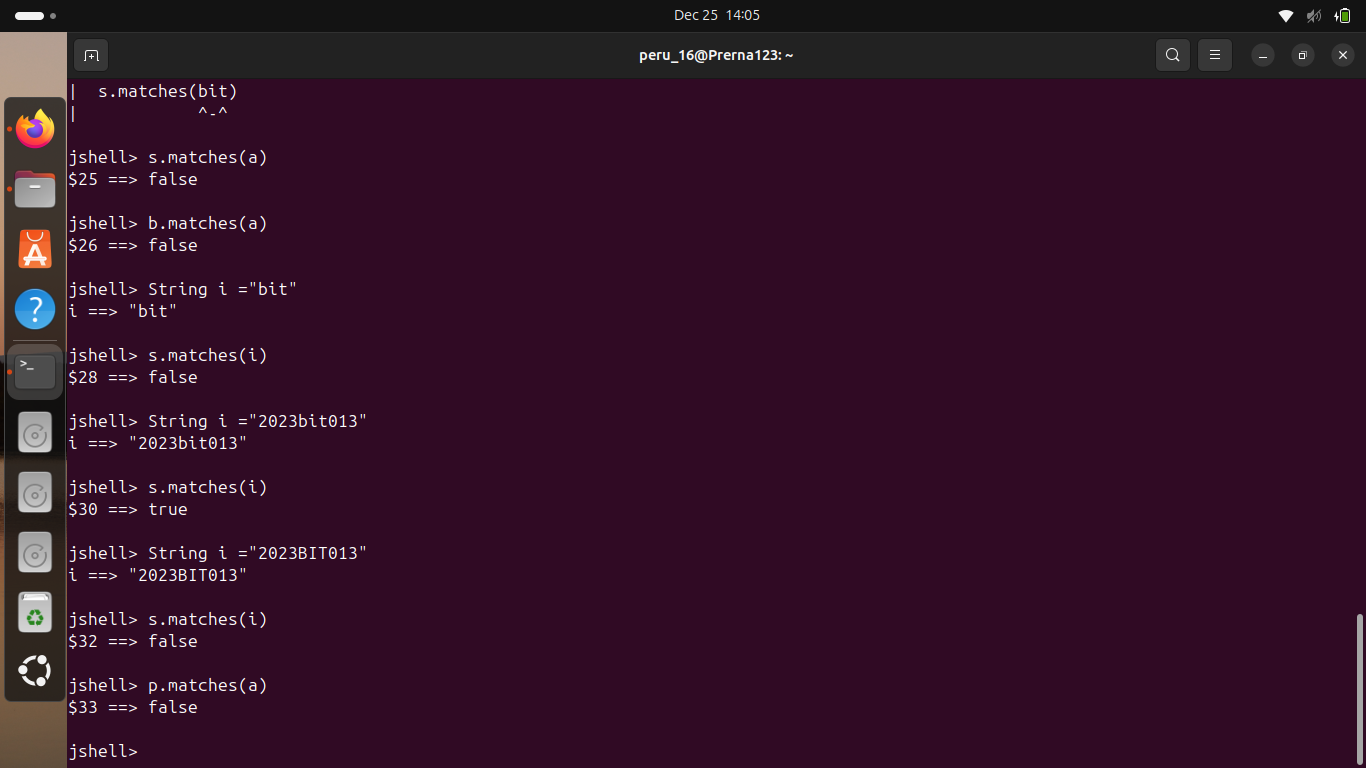 Dec 25 14:05
peru_16@Prerna123: ~
|  s.matches(bit)
|            ^-^
jshell> s.matches(a)
$25 ==> false
jshell> b.matches(a)
$26 ==> false
jshell> String i ="bit"
i ==> "bit"
jshell> s.matches(i)
$28 ==> false
jshell> String i ="2023bit013"
i ==> "2023bit013"
jshell> s.matches(i)
$30 ==> true
jshell> String i ="2023BIT013"
i ==> "2023BIT013"
jshell> s.matches(i)
$32 ==> false
jshell> p.matches(a)
$33 ==> false
jshell>